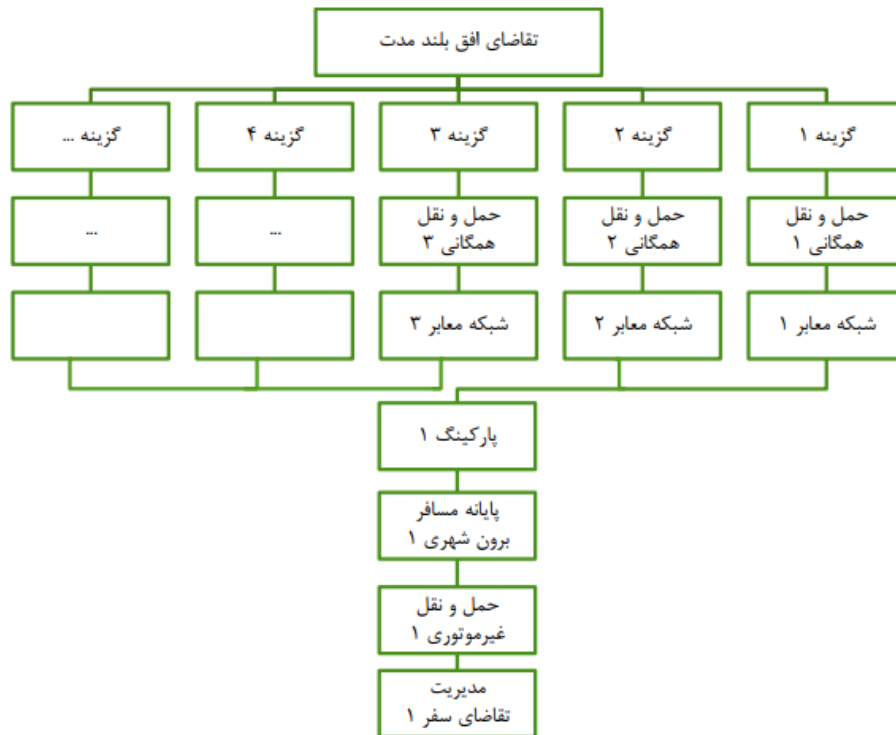 تقاضای افق بلند مدت
گزینه ۱
گزینه ۲
گزینه ۳
گزینه ۴
گزینه ...
حمل و نقل
همگانی ۱
حمل و نقل
همگانی ۲
حمل و نقل
همگانی ۳
...
...
شبکه معابر ۱
شبکه معابر ۲
شبکه معابر ۳
پارکینگ ۱
پایانه مسافر
برون شهری ۱
حمل و نقل
غیرموتوری ۱
مدیریت
تقاضای سفر ۱